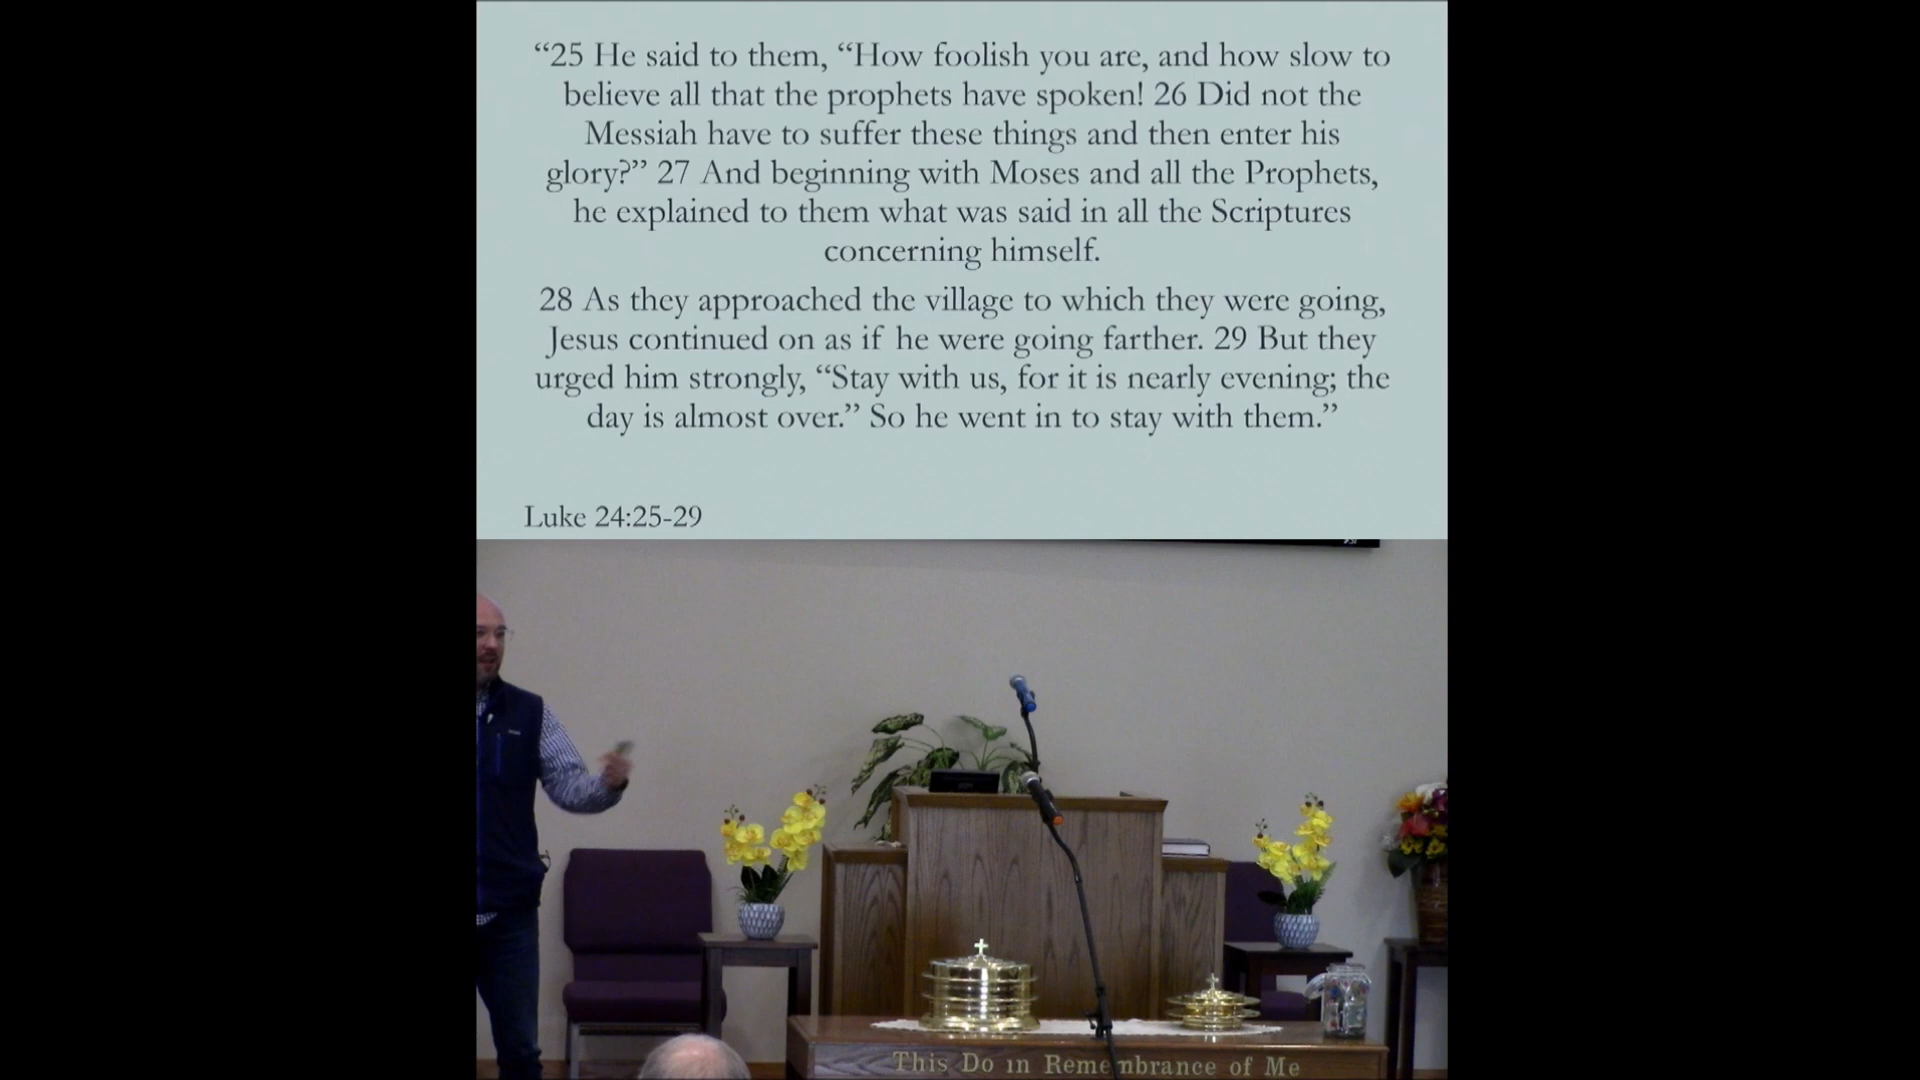 “25 He said to them, “How foolish you are, and how slow to
believe all that the prophets have spoken! 26 Did not the
Messiah have to suffer these things and then enter his
glory?” 27 And beginning with Moses and all the Prophets,
he explained to them what was said in all the Scriptures
concerning himself.
28 As they approached the village to which they were going,
Jesus continued on as if he were going farther. 29 But they
urged him strongly, “Stay with us, for it is nearly evening; the
day is almost over.” So he went in to stay with them.”
Luke 24:25-29
This Do in Remembrance of Me